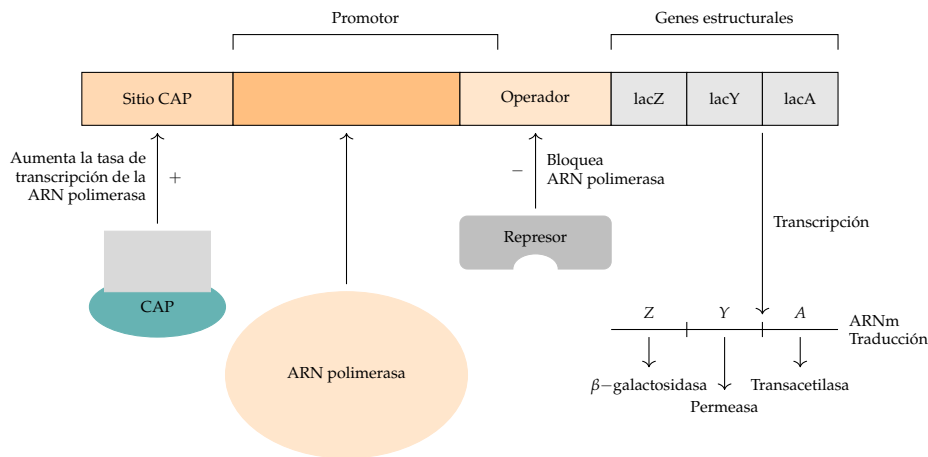 Promotor
Genes estructurales
Sitio CAP
Operador
lacZ
lacY
lacA
Aumenta la tasa de
transcripción de la
ARN polimerasa
+
−
Bloquea
ARN polimerasa
Represor
Transcripción
CAP
ARN polimerasa
Z
Y
A
ARNm
Traducción
β−galactosidasa
Permeasa
Transacetilasa